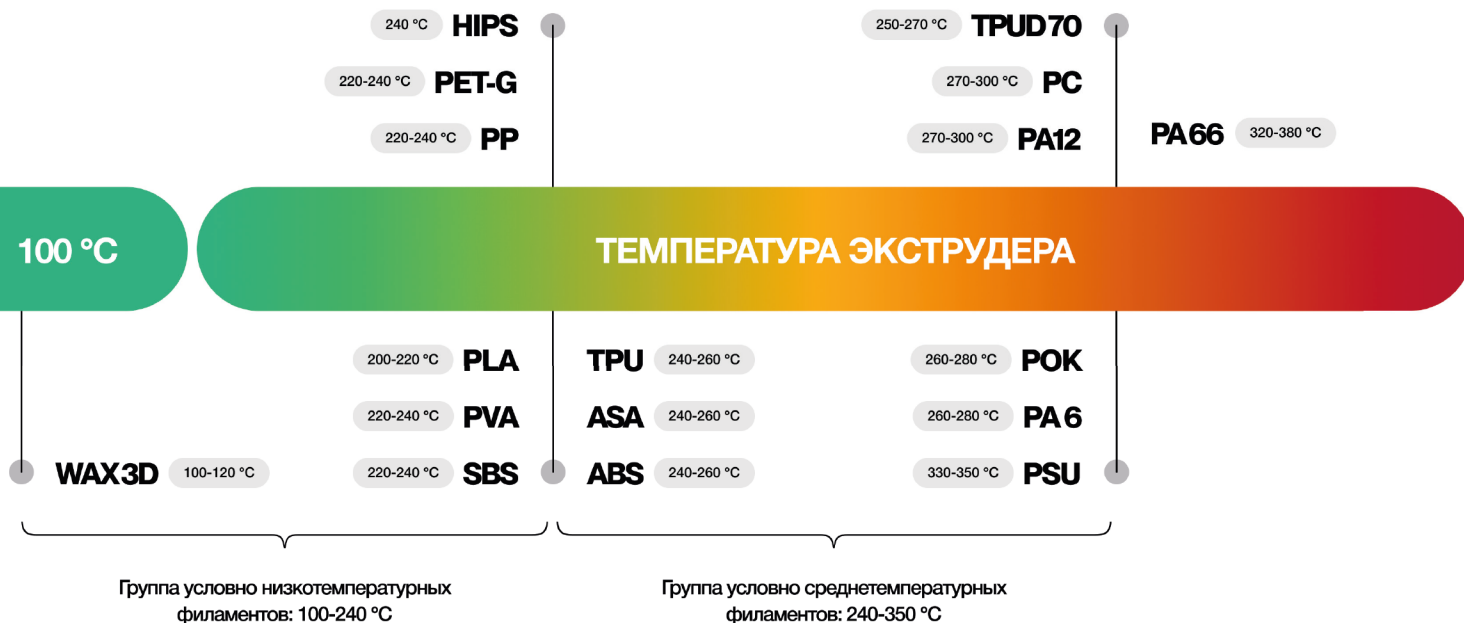 240 °C HIPS
220-240 °C PET-G
220-240 °C PP
250-270 °C TPUD70
270-300 °C PC
270-300 °C PA12
PA66 320-380 °C
100 °C
ТЕМПЕРАТУРА ЭКСТРУДЕРА
WAX3D 100-120 °C
200-220 °C PLA
220-240 °C PVA
220-240 °C SBS
TPU 240-260 °C
ASA 240-260 °C
ABS 240-260 °C
260-280 °C POK
260-280 °C PA6
330-350 °C PSU
Группа условно низкотемпературных
филаментов: 100-240 °C
Группа условно среднетемпературных
филаментов: 240-350 °C